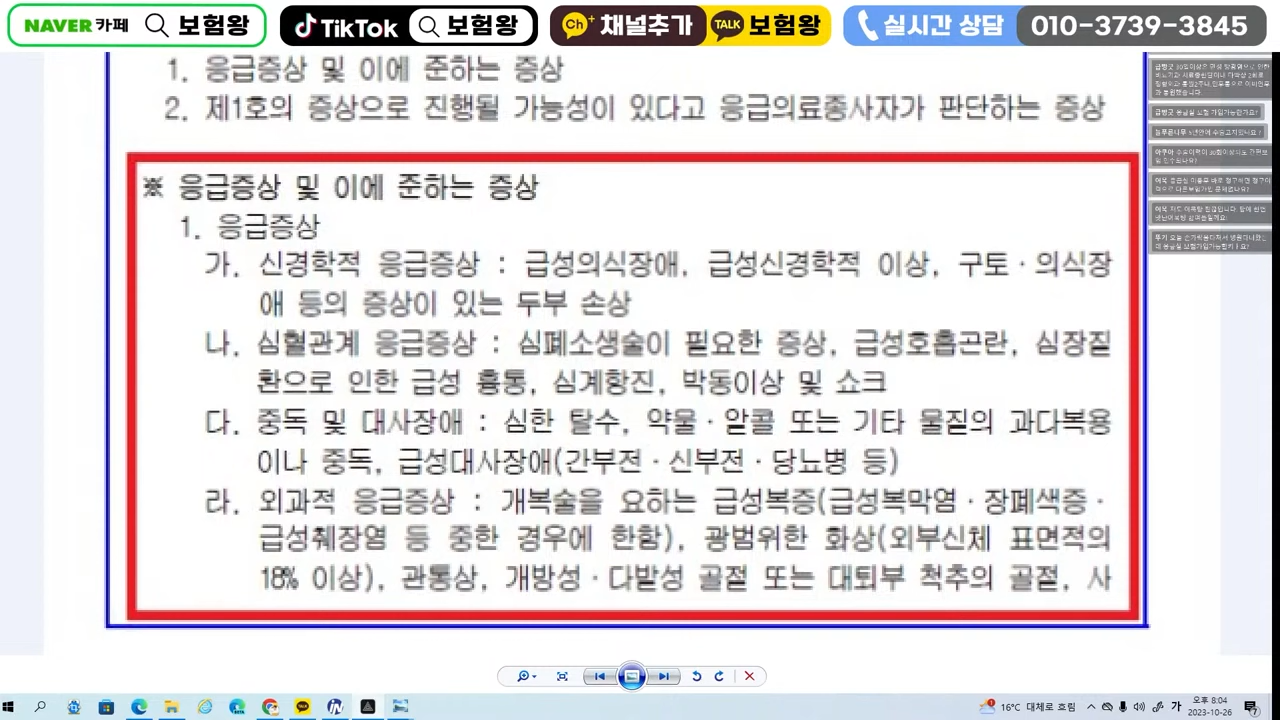 NAVER 카페 보험왕 TikTok 보험왕 Ch+ 채널추가 TALK 보험왕 실시간 상담 010-3739-3845
1. 응급증상 및 이에 준하는 증상
2. 제1호의 증상으로 진행될 가능성이 있다고 응급의료종사자가 판단하는 증상
※ 응급증상 및 이에 준하는 증상
1. 응급증상
가. 신경학적 응급증상 : 급성의식장애, 급성신경학적 이상, 구토·의식장
애 등의 증상이 있는 두부 손상
나. 심혈관계 응급증상 : 심폐소생술이 필요한 증상, 급성호흡곤란, 심장질
환으로 인한 급성 흉통, 심계항진, 박동이상 및 쇼크
다. 중독 및 대사장애 : 심한 탈수, 약물·알콜 또는 기타 물질의 과다복용
이나 중독, 급성대사장애(간부전·신부전·당뇨병 등)
라. 외과적 응급증상 : 개복술을 요하는 급성복증(급성복막염·장폐색증·
급성췌장염 등 중한 경우에 한함), 광범위한 화상(외부신체 표면적의
18% 이상), 관통상, 개방성·다발성 골절 또는 대퇴부 척추의 골절, 사
16°C 대체로 흐림 가 오후 8:04
2023-10-26